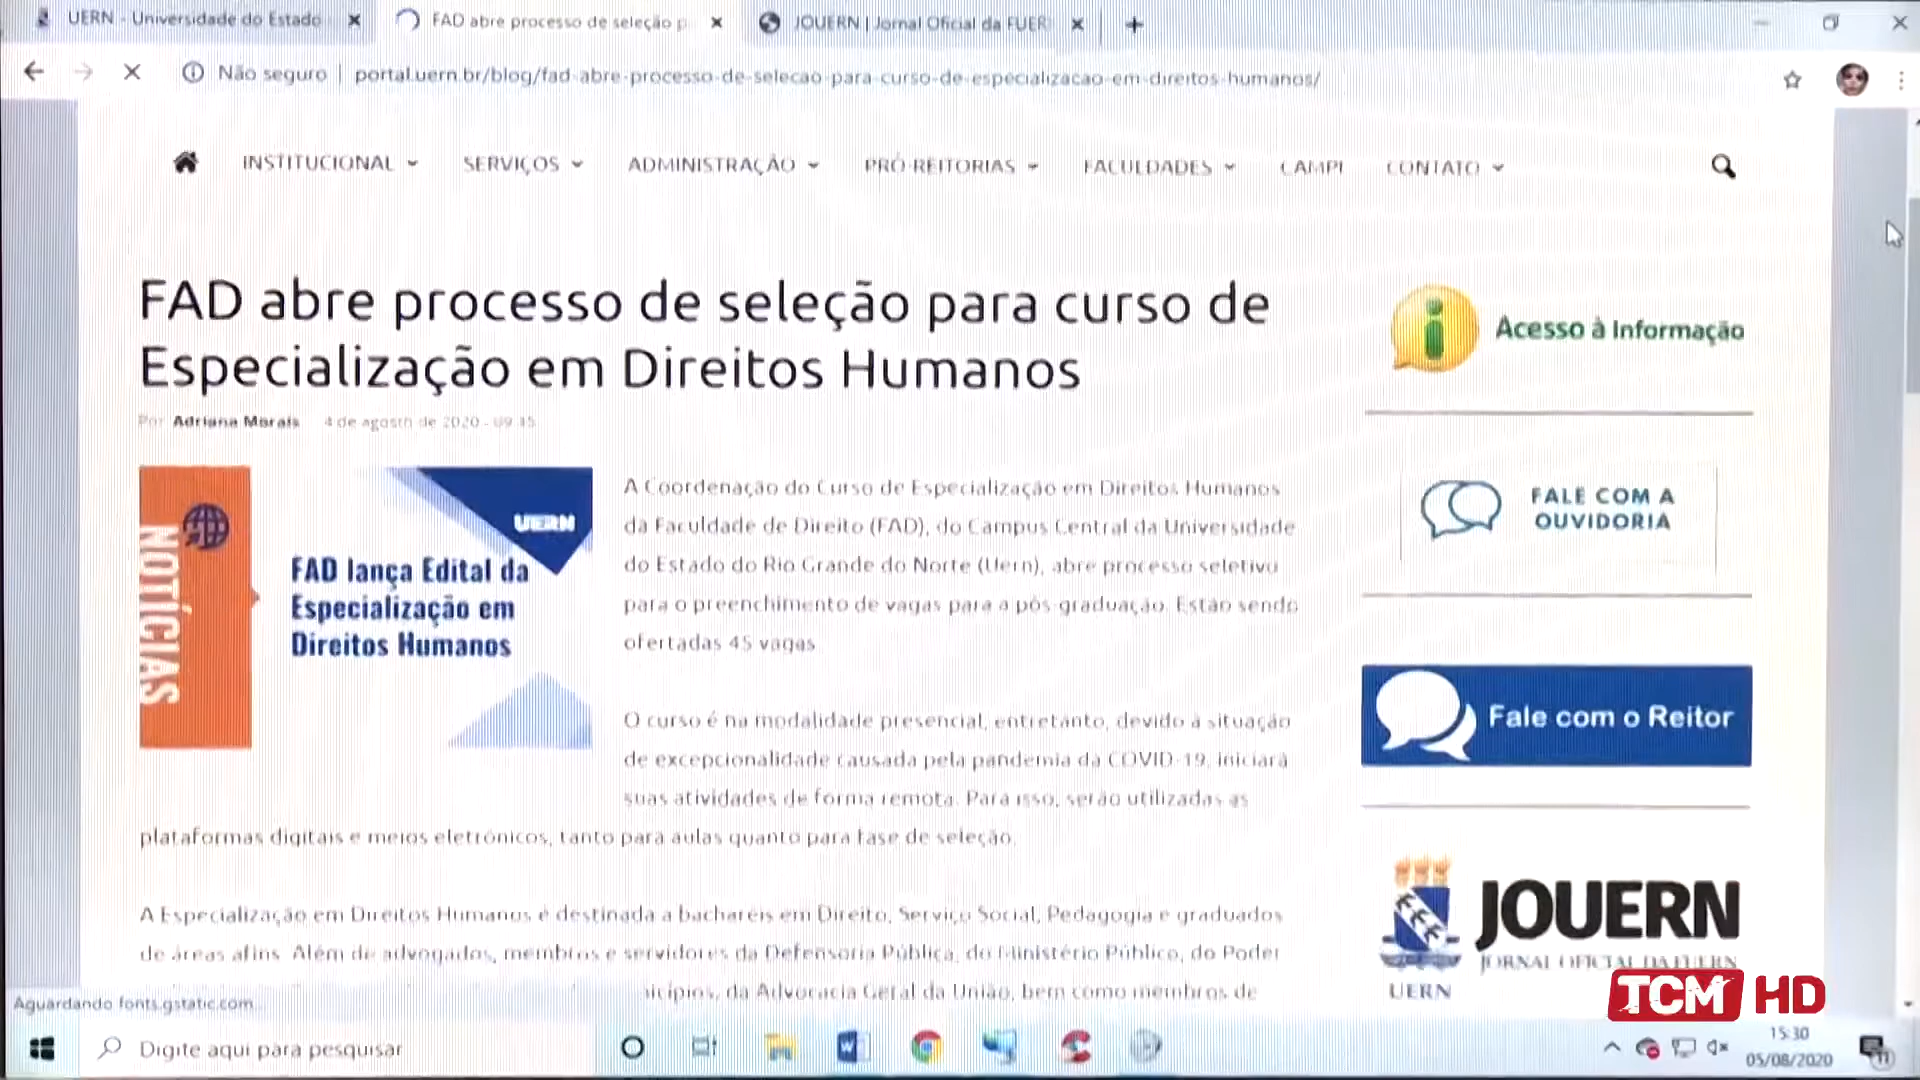 UERN - Universidade do Estado
FAD abre processo de seleção p
JOUERN | Jornal Oficial da FUER
Não seguro | portal.uern.br/blog/fad-abre-processo-de-selecao-para-curso-de-especializacao-em-direitos-humanos/
INSTITUCIONAL SERVIÇOS ADMINISTRAÇÃO PRÓ-REITORIAS FACULDADES CAMPI CONTATO
FAD abre processo de seleção para curso de
Especialização em Direitos Humanos
Por Adriana Morais 4 de agosto de 2020 - 09:45
NOTÍCIAS
UERN
FAD lança Edital da
Especialização em
Direitos Humanos
A Coordenação do Curso de Especialização em Direitos Humanos
da Faculdade de Direito (FAD), do Campus Central da Universidade
do Estado do Rio Grande do Norte (Uern), abre processo seletivo
para o preenchimento de vagas para a pós-graduação. Estão sendo
ofertadas 45 vagas.
O curso é na modalidade presencial, entretanto, devido à situação
de excepcionalidade causada pela pandemia da COVID-19, iniciará
suas atividades de forma remota. Para isso, serão utilizadas as
plataformas digitais e meios eletrônicos, tanto para aulas quanto para fase de seleção.
A Especialização em Direitos Humanos é destinada a bacharéis em Direito, Serviço Social, Pedagogia e graduados
de áreas afins. Além de advogados, membros e servidores da Defensoria Pública, do Ministério Público, do Poder
da Advocacia Geral da União, bem como membros de
Acesso à Informação
FALE COM A
OUVIDORIA
Fale com o Reitor
JOUERN
JORNAL OFICIAL DA FUERN
UERN
TCM HD
Aguardando fonts.gstatic.com...
Digite aqui para pesquisar
15:30
05/08/2020
11